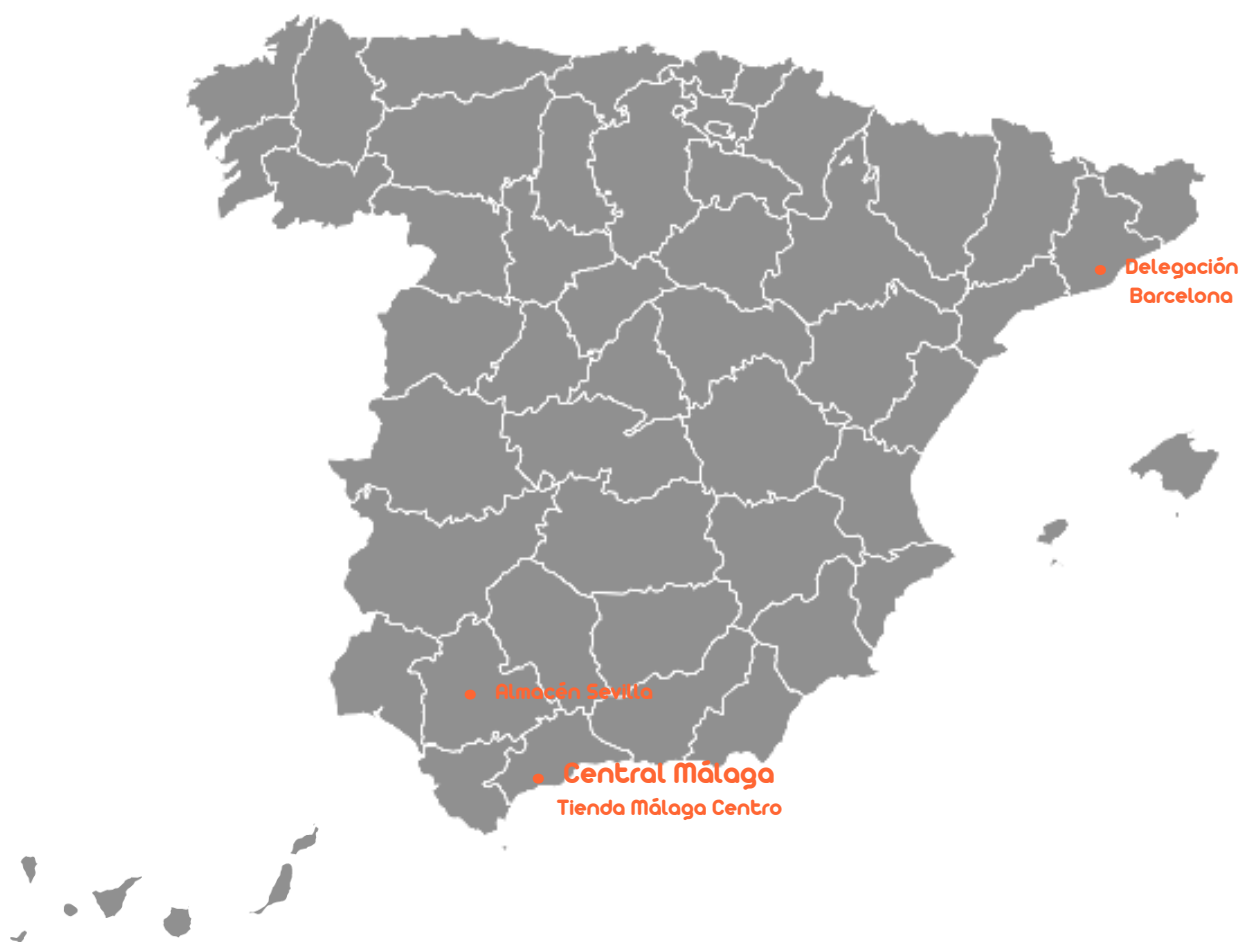 Delegación
Barcelona
Almacén Sevilla
Central Málaga
Tienda Málaga Centro